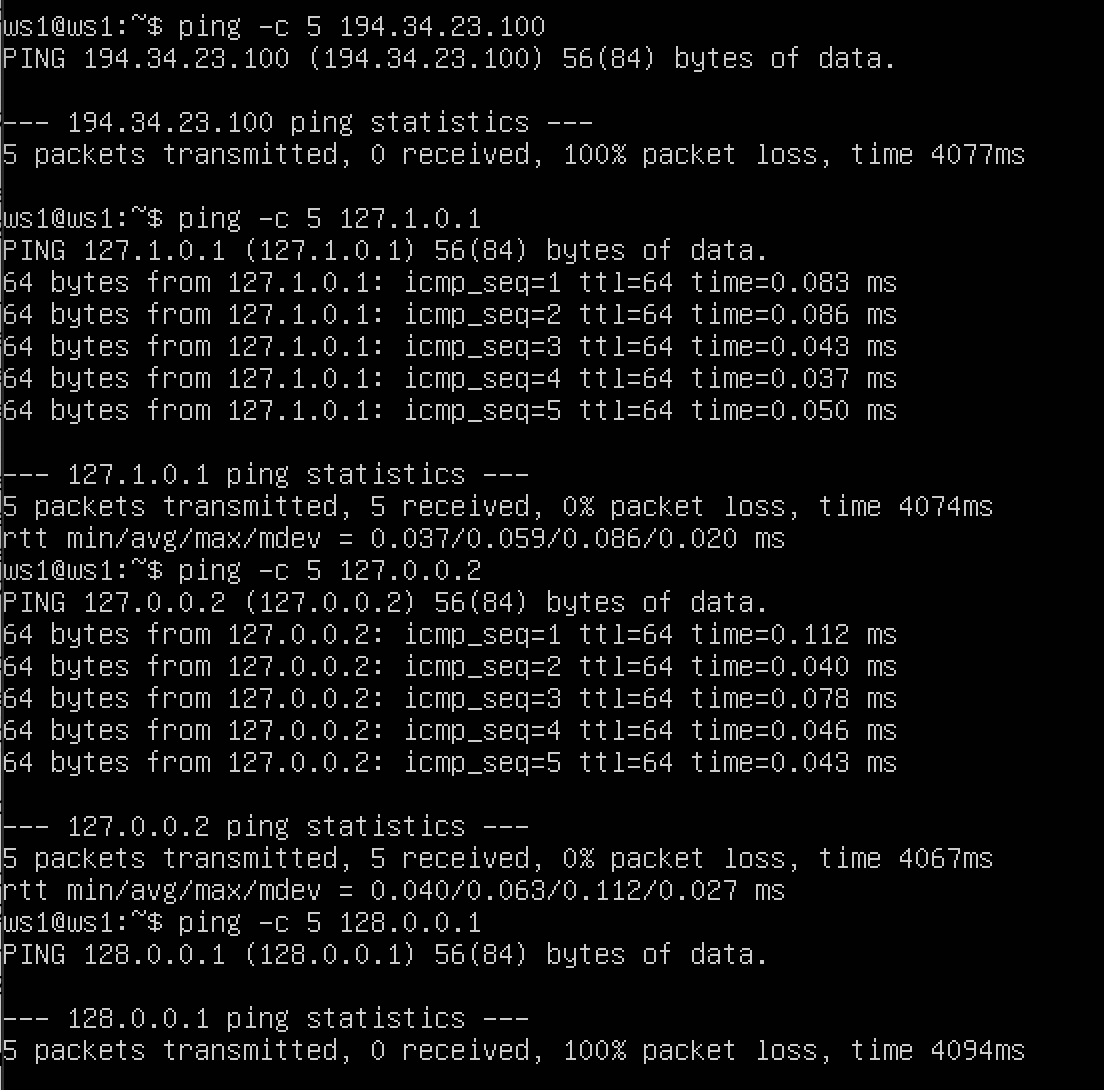 ws1@ws1:~$ ping -c 5 194.34.23.100
PING 194.34.23.100 (194.34.23.100) 56(84) bytes of data.

--- 194.34.23.100 ping statistics ---
5 packets transmitted, 0 received, 100% packet loss, time 4077ms

ws1@ws1:~$ ping -c 5 127.1.0.1
PING 127.1.0.1 (127.1.0.1) 56(84) bytes of data.
64 bytes from 127.1.0.1: icmp_seq=1 ttl=64 time=0.083 ms
64 bytes from 127.1.0.1: icmp_seq=2 ttl=64 time=0.086 ms
64 bytes from 127.1.0.1: icmp_seq=3 ttl=64 time=0.043 ms
64 bytes from 127.1.0.1: icmp_seq=4 ttl=64 time=0.037 ms
64 bytes from 127.1.0.1: icmp_seq=5 ttl=64 time=0.050 ms

--- 127.1.0.1 ping statistics ---
5 packets transmitted, 5 received, 0% packet loss, time 4074ms
rtt min/avg/max/mdev = 0.037/0.059/0.086/0.020 ms
ws1@ws1:~$ ping -c 5 127.0.0.2
PING 127.0.0.2 (127.0.0.2) 56(84) bytes of data.
64 bytes from 127.0.0.2: icmp_seq=1 ttl=64 time=0.112 ms
64 bytes from 127.0.0.2: icmp_seq=2 ttl=64 time=0.040 ms
64 bytes from 127.0.0.2: icmp_seq=3 ttl=64 time=0.078 ms
64 bytes from 127.0.0.2: icmp_seq=4 ttl=64 time=0.046 ms
64 bytes from 127.0.0.2: icmp_seq=5 ttl=64 time=0.043 ms

--- 127.0.0.2 ping statistics ---
5 packets transmitted, 5 received, 0% packet loss, time 4067ms
rtt min/avg/max/mdev = 0.040/0.063/0.112/0.027 ms
ws1@ws1:~$ ping -c 5 128.0.0.1
PING 128.0.0.1 (128.0.0.1) 56(84) bytes of data.

--- 128.0.0.1 ping statistics ---
5 packets transmitted, 0 received, 100% packet loss, time 4094ms